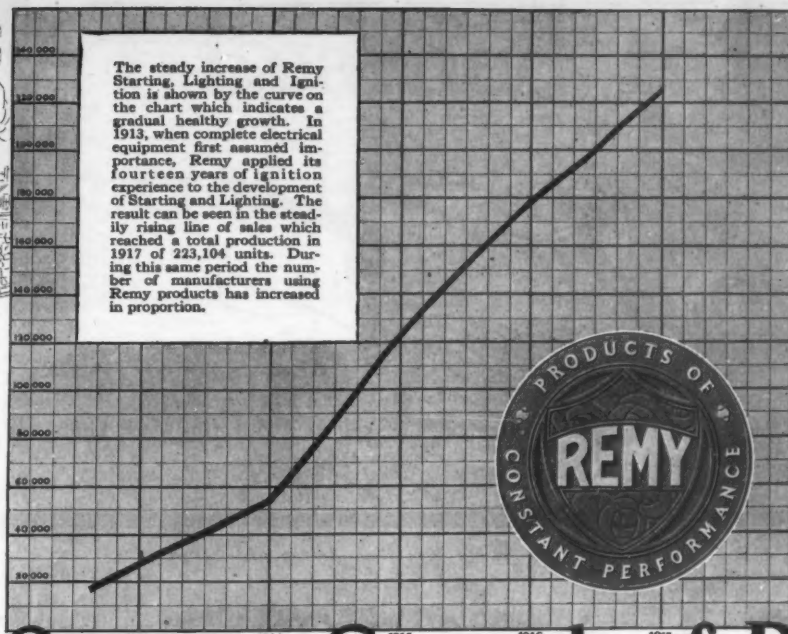 The steady increase of Remy
Starting, Lighting and Igni-
tion is shown by the curve on
the chart which indicates a
gradual healthy growth. In
1913, when complete electrical
equipment first assumed im-
portance, Remy applied its
fourteen years of ignition
experience to the development
of Starting and Lighting. The
result can be seen in the stead-
ily rising line of sales which
reached a total production in
1917 of 223,104 units. Dur-
ing this same period the num-
ber of manufacturers using
Remy products has increased
in proportion.
180,000
160,000
140,000
120,000
100,000
80,000
60,000
40,000
20,000
PRODUCTS OF
REMY
CONSTANT PERFORMANCE